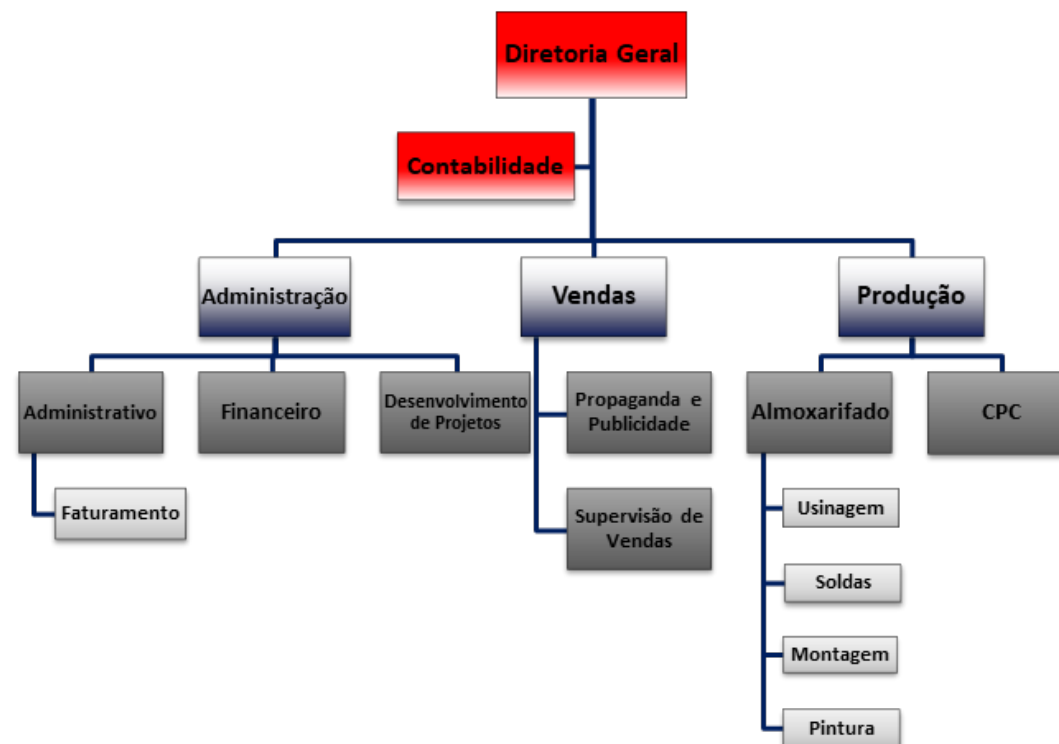 Diretoria Geral
Contabilidade
Administração
Vendas
Produção
Administrativo
Financeiro
Desenvolvimento
de Projetos
Propaganda e
Publicidade
Almoxarifado
CPC
Faturamento
Supervisão de
Vendas
Usinagem
Soldas
Montagem
Pintura